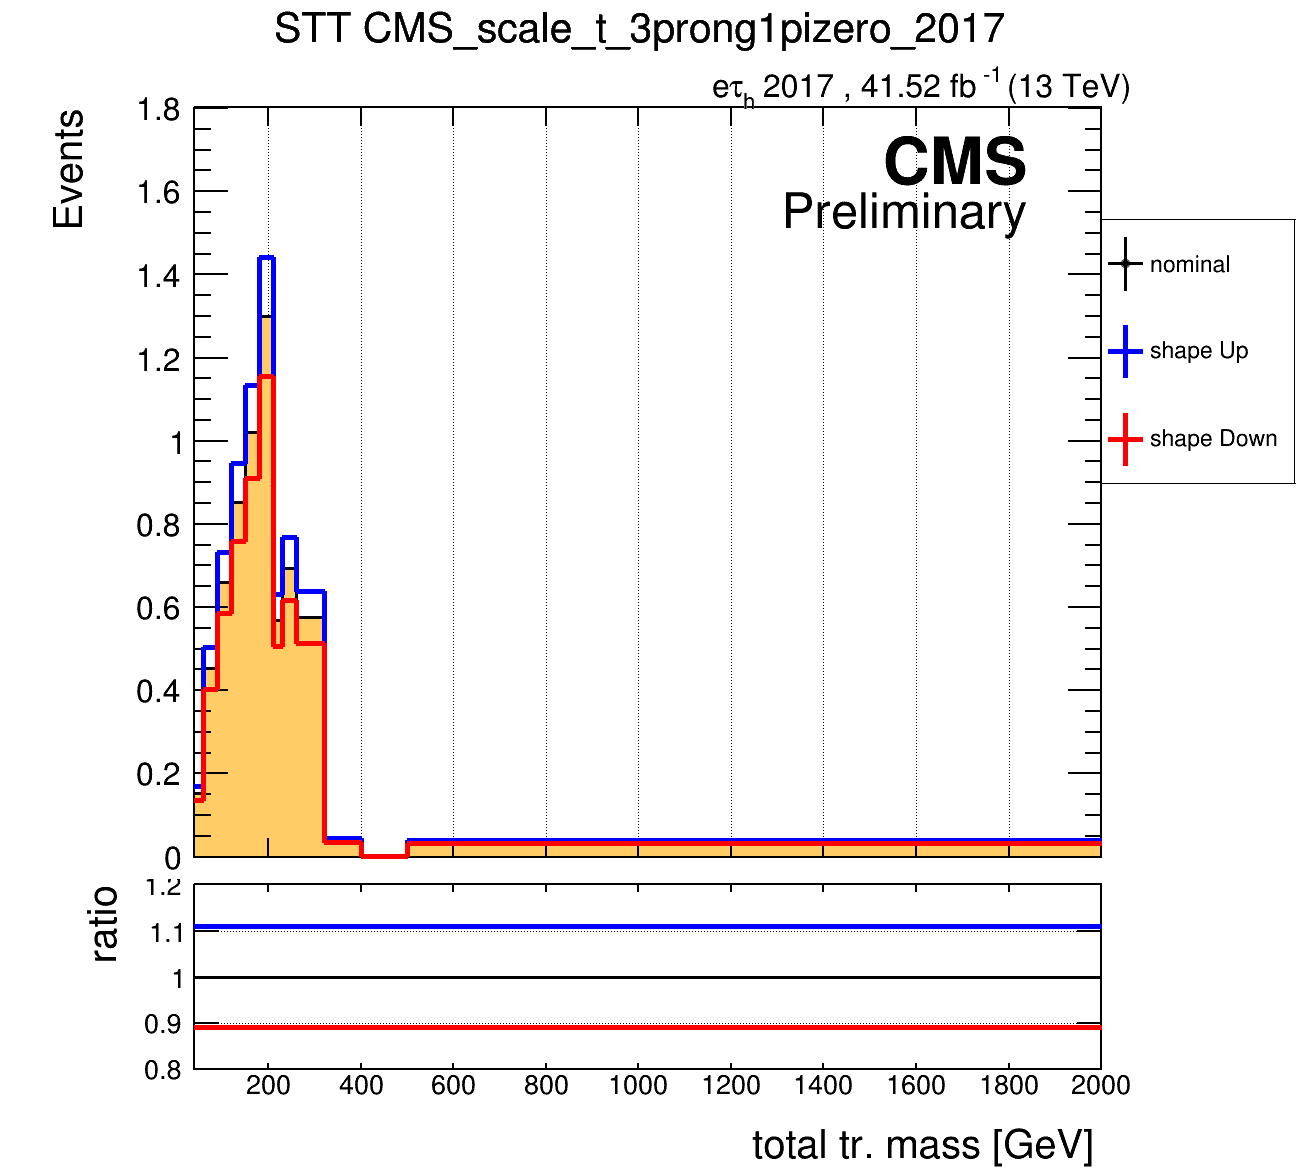 STT CMS_scale_t_3prong1pizero_2017
eτh 2017 , 41.52 fb -1 (13 TeV)
Events
1.8
1.6
1.4
1.2
1
0.8
0.6
0.4
0.2
0
CMS
Preliminary
nominal
shape Up
shape Down
ratio
1.2
1.1
1
0.9
0.8
200 400 600 800 1000 1200 1400 1600 1800 2000
total tr. mass [GeV]